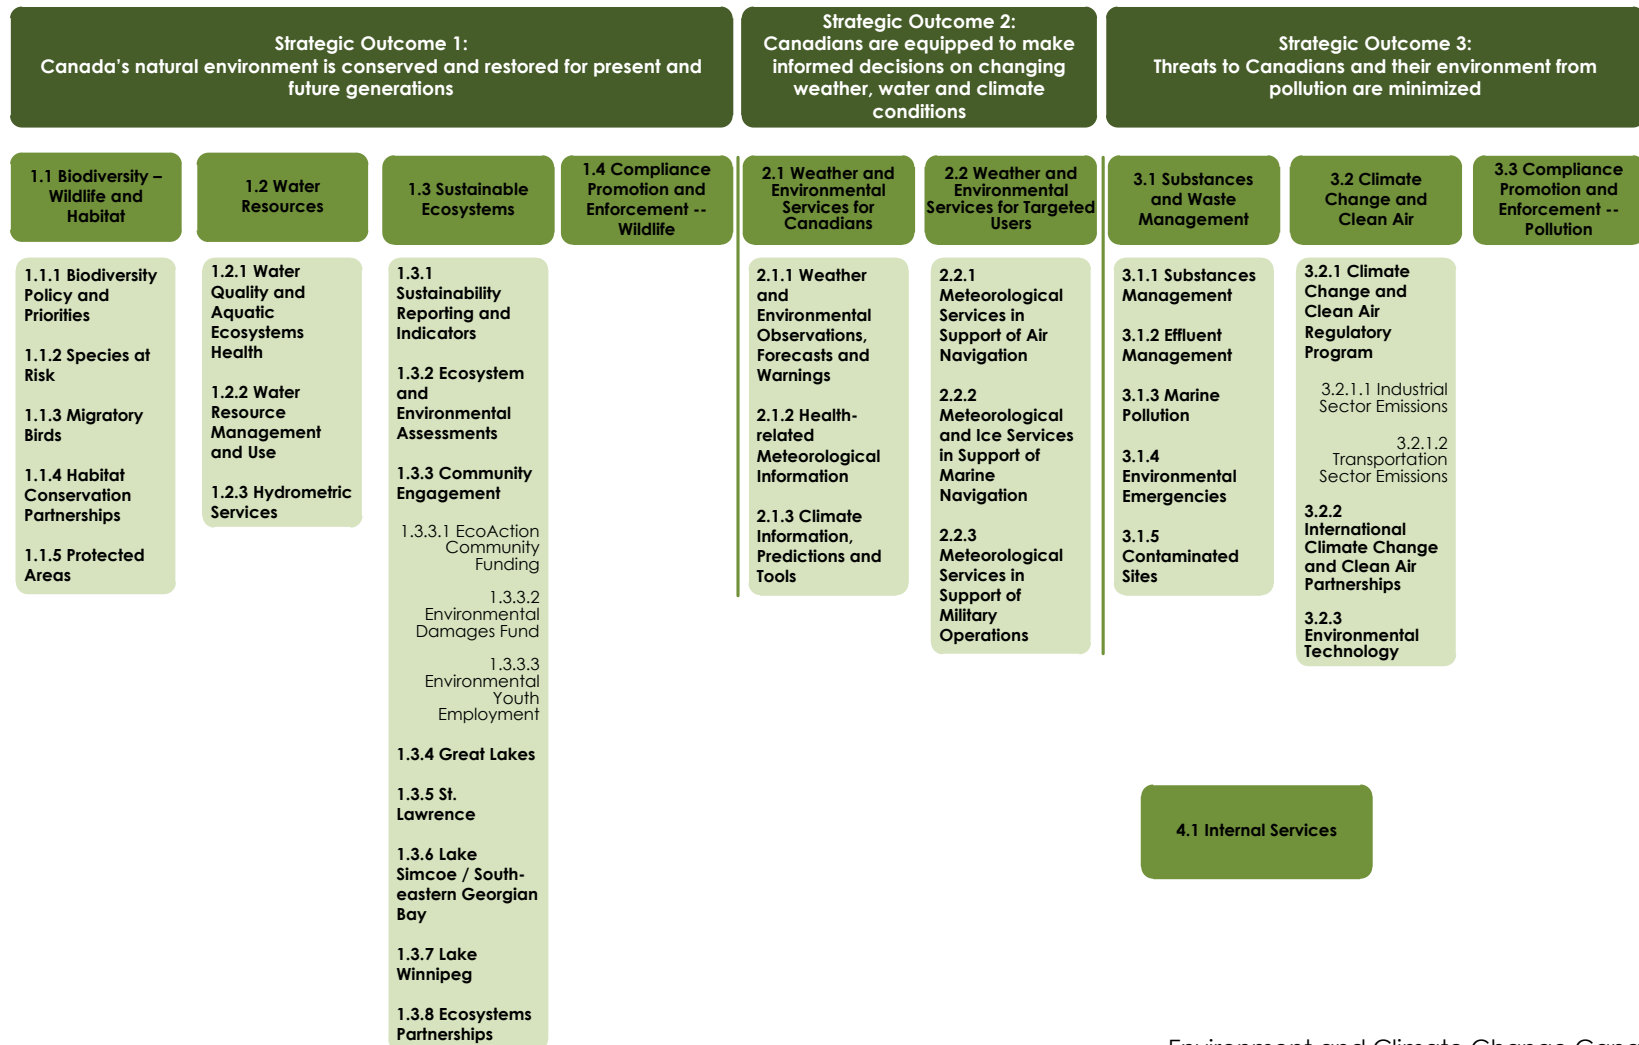 Strategic Outcome 1:
Canada’s natural environment is conserved and restored for present and
future generations
Strategic Outcome 2:
Canadians are equipped to make
informed decisions on changing
weather, water and climate
conditions
Strategic Outcome 3:
Threats to Canadians and their environment from
pollution are minimized
1.1 Biodiversity –
Wildlife and
Habitat
1.2 Water
Resources
1.3 Sustainable
Ecosystems
1.4 Compliance
Promotion and
Enforcement --
Wildlife
2.1 Weather and
Environmental
Services for
Canadians
2.2 Weather and
Environmental
Services for Targeted
Users
3.1 Substances
and Waste
Management
3.2 Climate
Change and
Clean Air
3.3 Compliance
Promotion and
Enforcement --
Pollution
1.1.1 Biodiversity
Policy and
Priorities
1.1.2 Species at
Risk
1.1.3 Migratory
Birds
1.1.4 Habitat
Conservation
Partnerships
1.1.5 Protected
Areas
1.2.1 Water
Quality and
Aquatic
Ecosystems
Health
1.2.2 Water
Resource
Management
and Use
1.2.3 Hydrometric
Services
1.3.1
Sustainability
Reporting and
Indicators
1.3.2 Ecosystem
and
Environmental
Assessments
1.3.3 Community
Engagement
1.3.3.1 EcoAction
Community
Funding
1.3.3.2
Environmental
Damages Fund
1.3.3.3
Environmental
Youth
Employment
1.3.4 Great Lakes
1.3.5 St.
Lawrence
1.3.6 Lake
Simcoe / South-
eastern Georgian
Bay
1.3.7 Lake
Winnipeg
1.3.8 Ecosystems
Partnerships
2.1.1 Weather
and
Environmental
Observations,
Forecasts and
Warnings
2.1.2 Health-
related
Meteorological
Information
2.1.3 Climate
Information,
Predictions and
Tools
2.2.1
Meteorological
Services in
Support of Air
Navigation
2.2.2
Meteorological
and Ice Services
in Support of
Marine
Navigation
2.2.3
Meteorological
Services in
Support of
Military
Operations
3.1.1 Substances
Management
3.1.2 Effluent
Management
3.1.3 Marine
Pollution
3.1.4
Environmental
Emergencies
3.1.5
Contaminated
Sites
3.2.1 Climate
Change and
Clean Air
Regulatory
Program
3.2.1.1 Industrial
Sector Emissions
3.2.1.2
Transportation
Sector Emissions
3.2.2
International
Climate Change
and Clean Air
Partnerships
3.2.3
Environmental
Technology
4.1 Internal Services
Environment and Climate Change